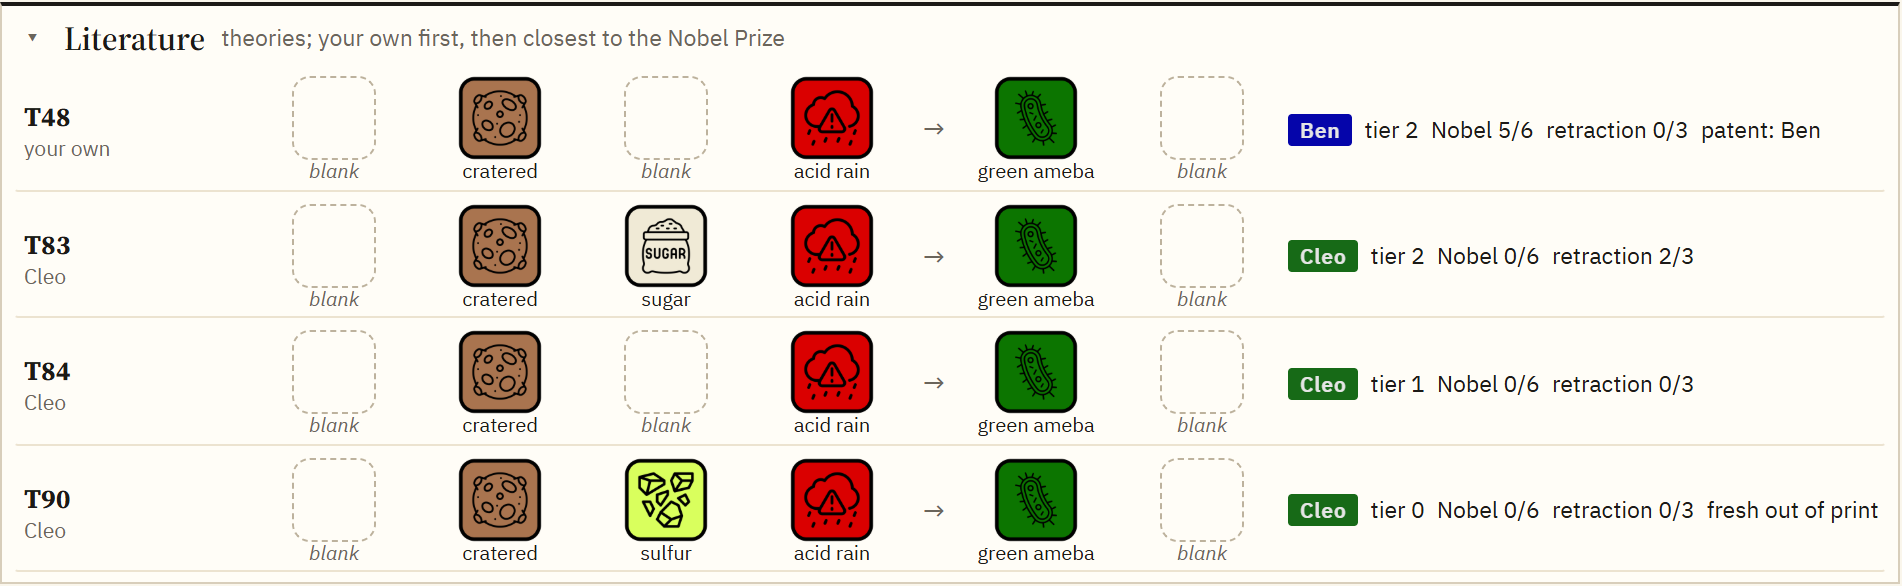 ▾ Literature theories; your own first, then closest to the Nobel Prize
T48
your own
blank cratered blank acid rain → green ameba blank
Ben tier 2 Nobel 5/6 retraction 0/3 patent: Ben
T83
Cleo
SUGAR
blank cratered sugar acid rain → green ameba blank
Cleo tier 2 Nobel 0/6 retraction 2/3
T84
Cleo
blank cratered blank acid rain → green ameba blank
Cleo tier 1 Nobel 0/6 retraction 0/3
T90
Cleo
blank cratered sulfur acid rain → green ameba blank
Cleo tier 0 Nobel 0/6 retraction 0/3 fresh out of print